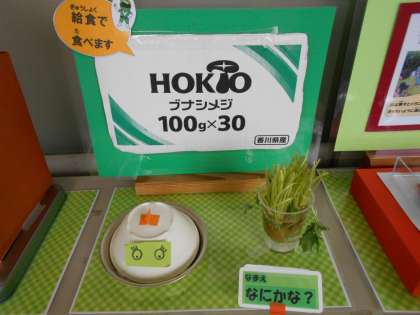 きゅうしょく
給食で
た
食べます
HOKTO
ブナシメジ
100g×30
香川県産
なまえ
なにかな？